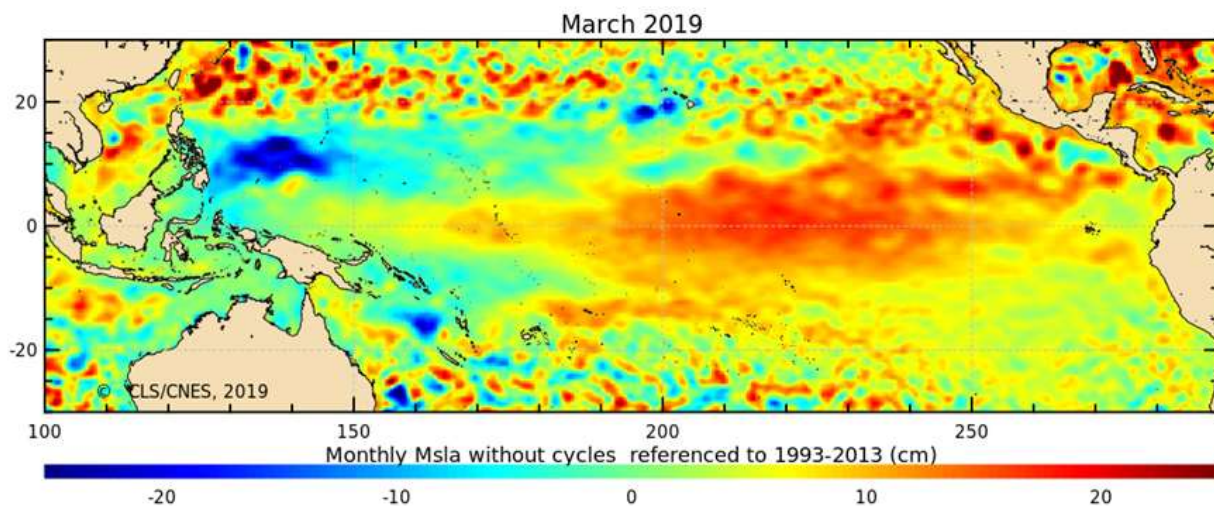 March 2019
20
0
-20
© CLS/CNES, 2019
100 150 200 250
Monthly Msla without cycles referenced to 1993-2013 (cm)
-20 -10 0 10 20